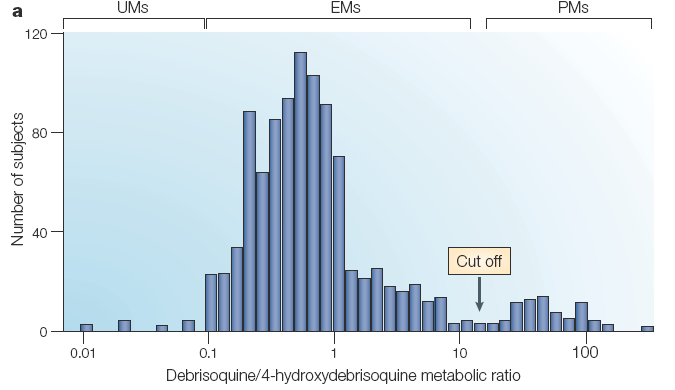 a
UMs EMs PMs
120
80
40
0
Number of subjects
Cut off
0.01 0.1 1 10 100
Debrisoquine/4-hydroxydebrisoquine metabolic ratio